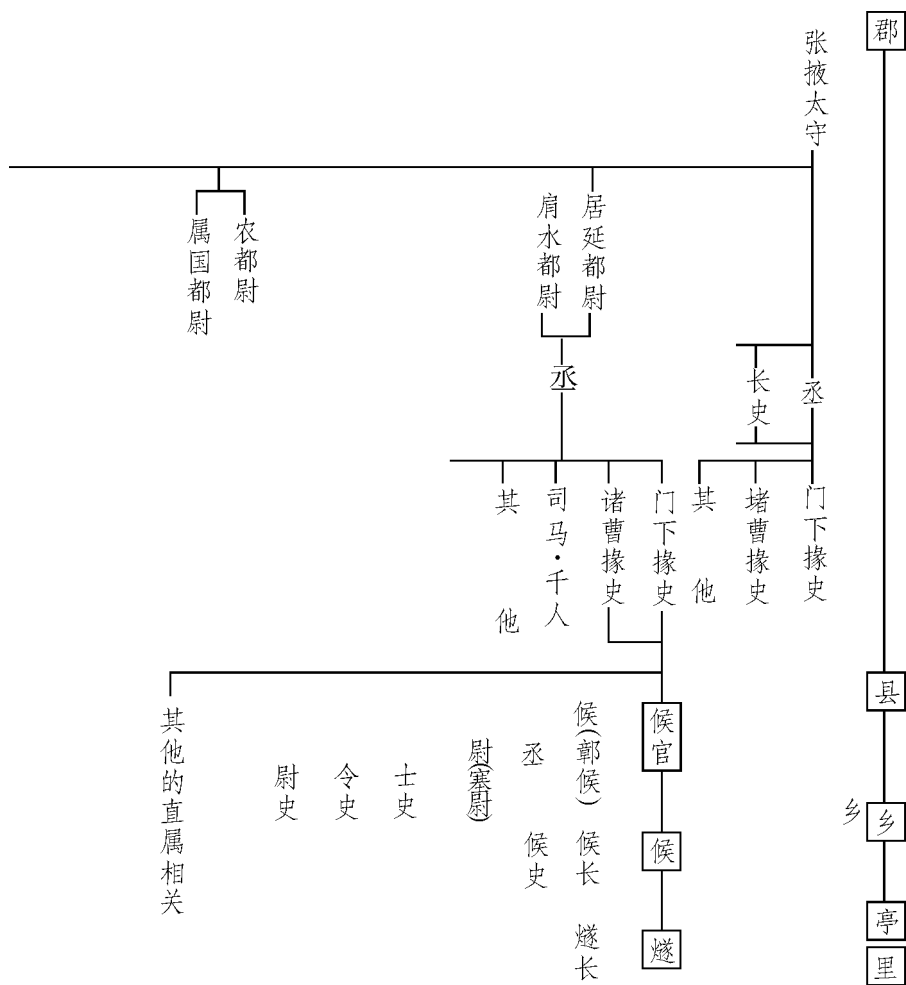 郡
县
乡
乡
亭
里
张掖太守
丞
长史
门下掾史
堵曹掾史
其他
居延都尉
肩水都尉
丞
门下掾史
诸曹掾史
司马·千人
其他
农都尉
属国都尉
候官
候
燧
候(鄣候)
候长
燧长
丞
候史
尉(塞尉)
士史
令史
尉史
其他的直属相关